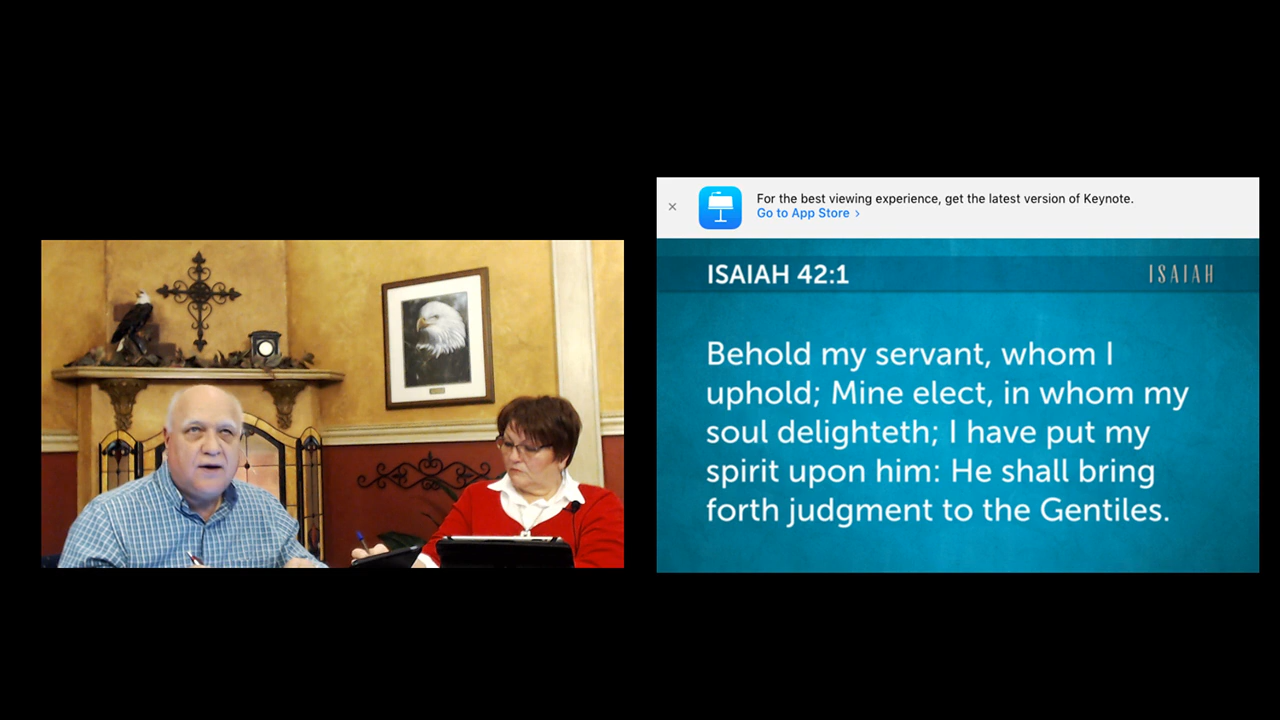 For the best viewing experience, get the latest version of Keynote.
Go to App Store >
ISAIAH 42:1
ISAIAH
Behold my servant, whom I
uphold; Mine elect, in whom my
soul delighteth; I have put my
spirit upon him: He shall bring
forth judgment to the Gentiles.